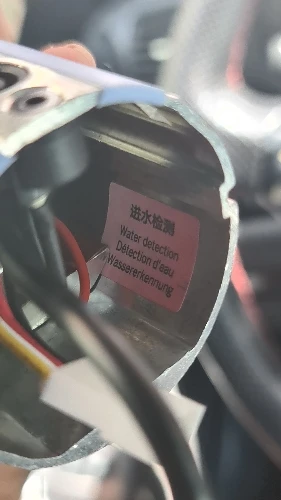 进水检测
Water detection
Détection d'eau
Wassererkennung